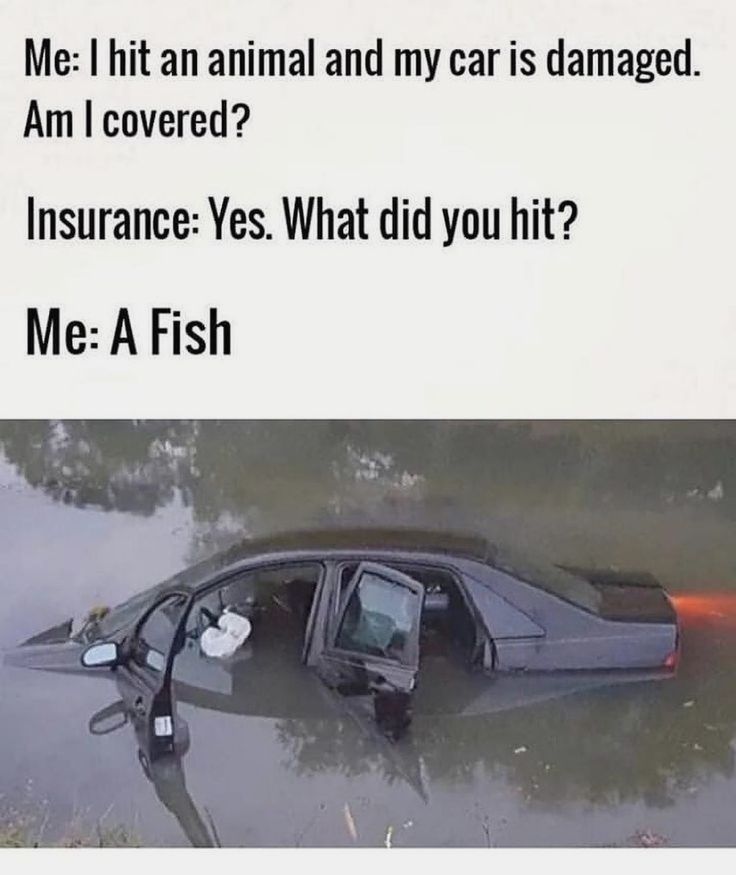 Me: I hit an animal and my car is damaged.
Am I covered?
Insurance: Yes. What did you hit?
Me: A Fish